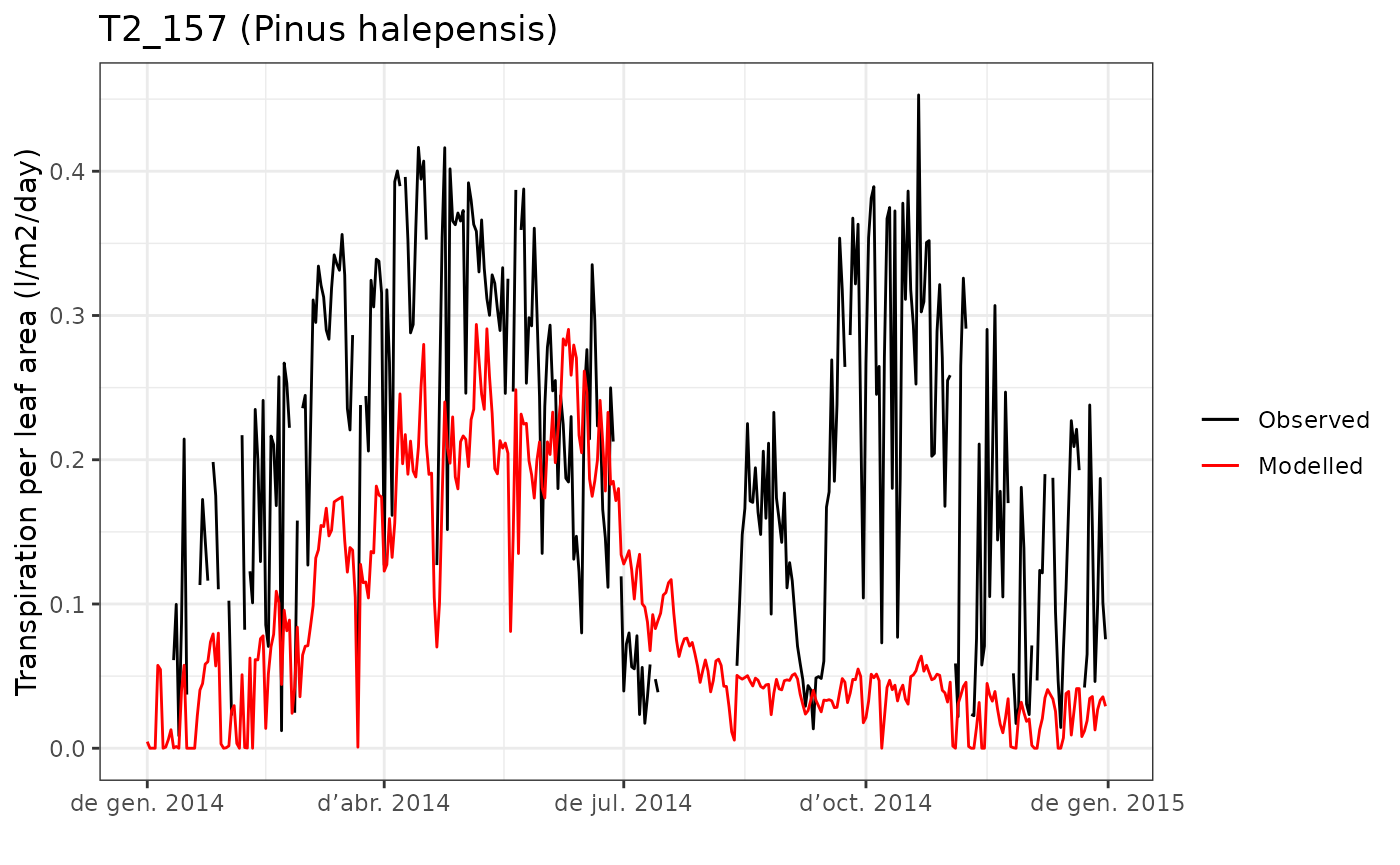 T2_157 (Pinus halepensis)
Transpiration per leaf area (l/m2/day)
0.4
0.3
0.2
0.1
0.0
de gen. 2014
d’abr. 2014
de jul. 2014
d’oct. 2014
de gen. 2015
Observed
Modelled